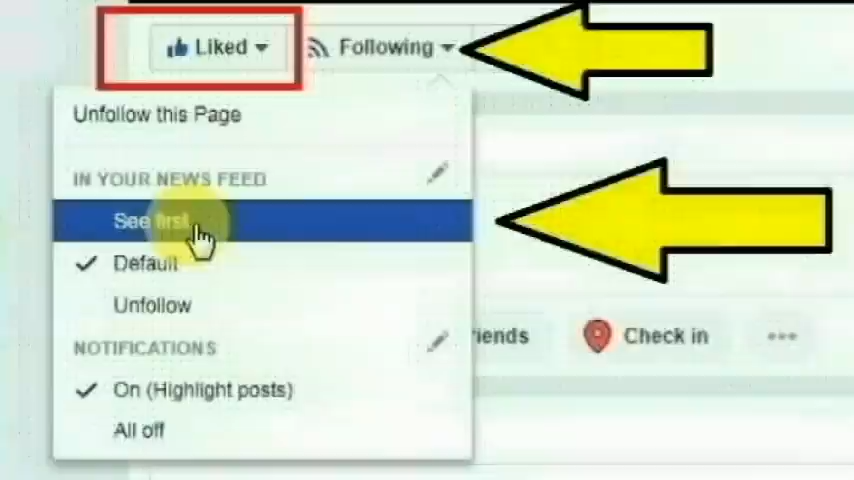 Liked Following
Unfollow this Page
IN YOUR NEWS FEED
See first
Default
Unfollow
NOTIFICATIONS
riends Check in
On (Highlight posts)
All off